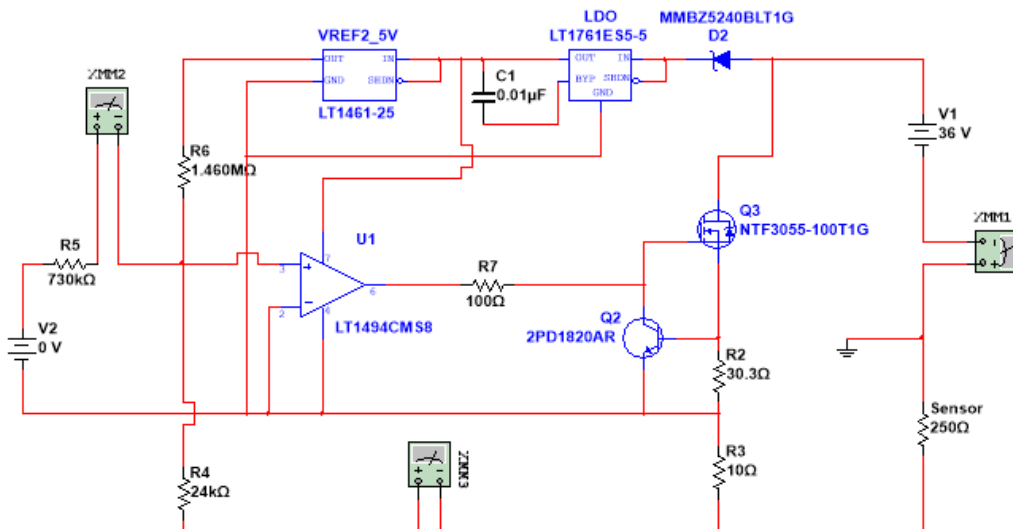 VREF2_5V
OUT
IN
GND
SHDN
LT1461-25
LDO
LT1761ES5-5
OUT
IN
BYP
SHDN
GND
MMBZ5240BLT1G
D2
C1
0.01µF
XMM2
+
-
V1
36 V
R6
1.460MΩ
Q3
NTF3055-100T1G
XMM1
U1
+
-
3
2
7
4
6
LT1494CMS8
R5
730kΩ
R7
100Ω
Q2
2PD1820AR
V2
0 V
R2
30.3Ω
Sensor
250Ω
R3
10Ω
R4
24kΩ
XMM3
+
-